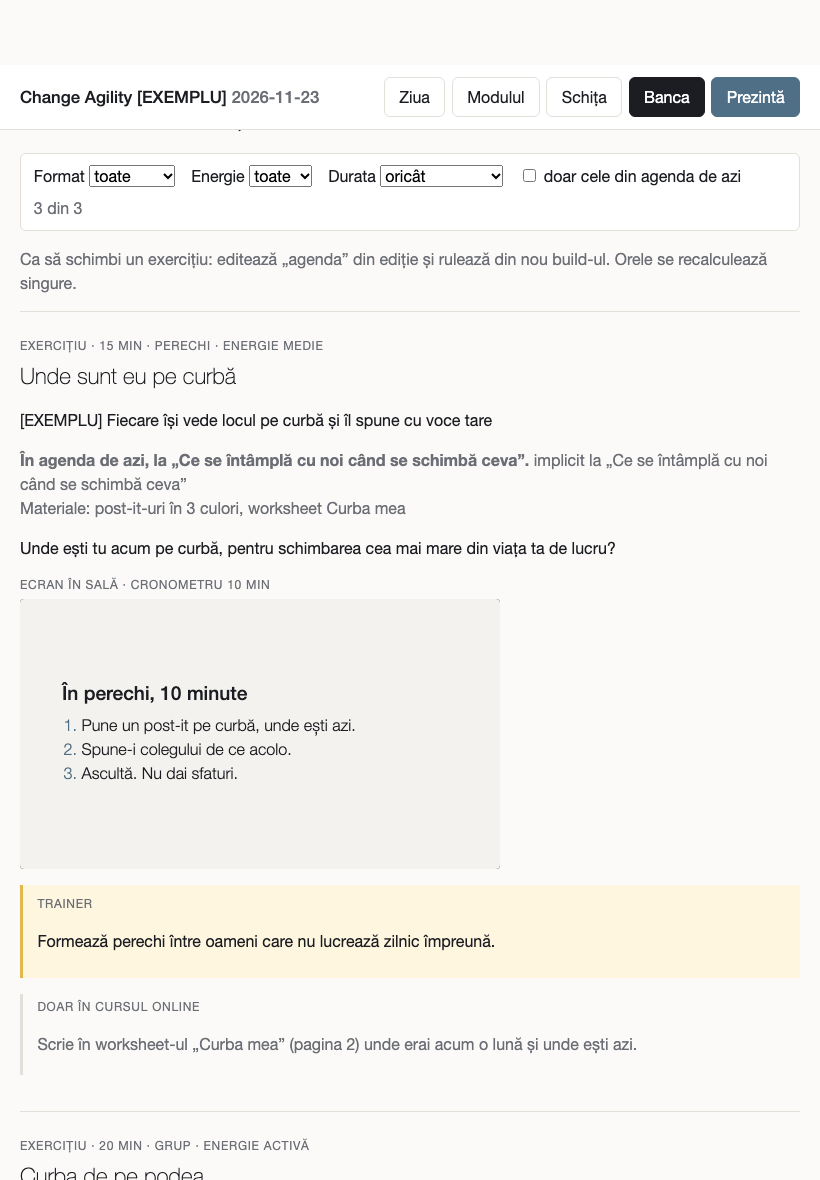 Change Agility [EXEMPLU] 2026-11-23
Ziua
Modulul
Schița
Banca
Prezintă
Format toate Energie toate Durata oricât doar cele din agenda de azi
3 din 3
Ca să schimbi un exercițiu: editează „agenda” din ediție și rulează din nou build-ul. Orele se recalculează
singure.
EXERCIȚIU · 15 MIN · PERECHI · ENERGIE MEDIE
Unde sunt eu pe curbă
[EXEMPLU] Fiecare își vede locul pe curbă și îl spune cu voce tare
În agenda de azi, la „Ce se întâmplă cu noi când se schimbă ceva”. implicit la „Ce se întâmplă cu noi
când se schimbă ceva”
Materiale: post-it-uri în 3 culori, worksheet Curba mea
Unde ești tu acum pe curbă, pentru schimbarea cea mai mare din viața ta de lucru?
ECRAN ÎN SALĂ · CRONOMETRU 10 MIN
În perechi, 10 minute
1. Pune un post-it pe curbă, unde ești azi.
2. Spune-i colegului de ce acolo.
3. Ascultă. Nu dai sfaturi.
TRAINER
Formează perechi între oameni care nu lucrează zilnic împreună.
DOAR ÎN CURSUL ONLINE
Scrie în worksheet-ul „Curba mea” (pagina 2) unde erai acum o lună și unde ești azi.
EXERCIȚIU · 20 MIN · GRUP · ENERGIE ACTIVĂ
Curba de pe podea